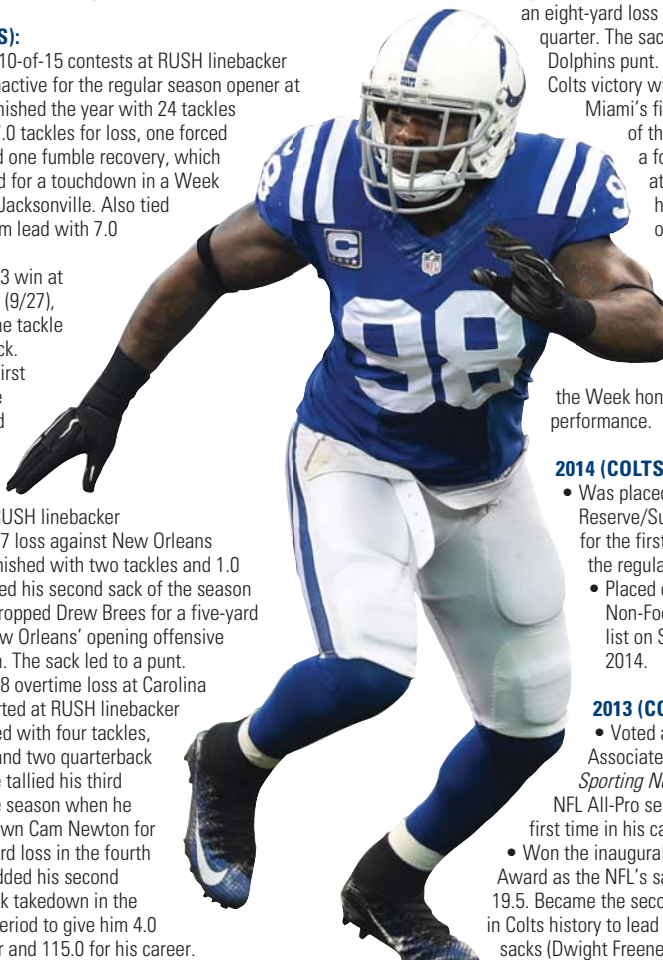 S):
10-of-15 contests at RUSH linebacker
active for the regular season opener at
nished the year with 24 tackles
.0 tackles for loss, one forced
d one fumble recovery, which
d for a touchdown in a Week
Jacksonville. Also tied
m lead with 7.0
3 win at
(9/27),
ne tackle
ck.
irst
e
d
RUSH linebacker
7 loss against New Orleans
nished with two tackles and 1.0
ed his second sack of the season
ropped Drew Brees for a five-yard
w Orleans' opening offensive
n. The sack led to a punt.
8 overtime loss at Carolina
rted at RUSH linebacker
ed with four tackles,
and two quarterback
e tallied his third
e season when he
own Cam Newton for
rd loss in the fourth
dded his second
k takedown in the
eriod to give him 4.0
r and 115.0 for his career.
COLTS
98
9
C
NFL
98
an eight-yard loss
quarter. The sac
Dolphins punt.
Colts victory w
Miami's fi
of th
a fo
at
h
o
the Week hon
performance.
2014 (COLTS
• Was placed
Reserve/Su
for the first
the regula
• Placed o
Non-Foo
list on S
2014.
2013 (CO
• Voted a
Associate
Sporting Ne
NFL All-Pro se
first time in his ca
• Won the inaugural
Award as the NFL's sa
19.5. Became the seco
in Colts history to lead
sacks (Dwight Freene